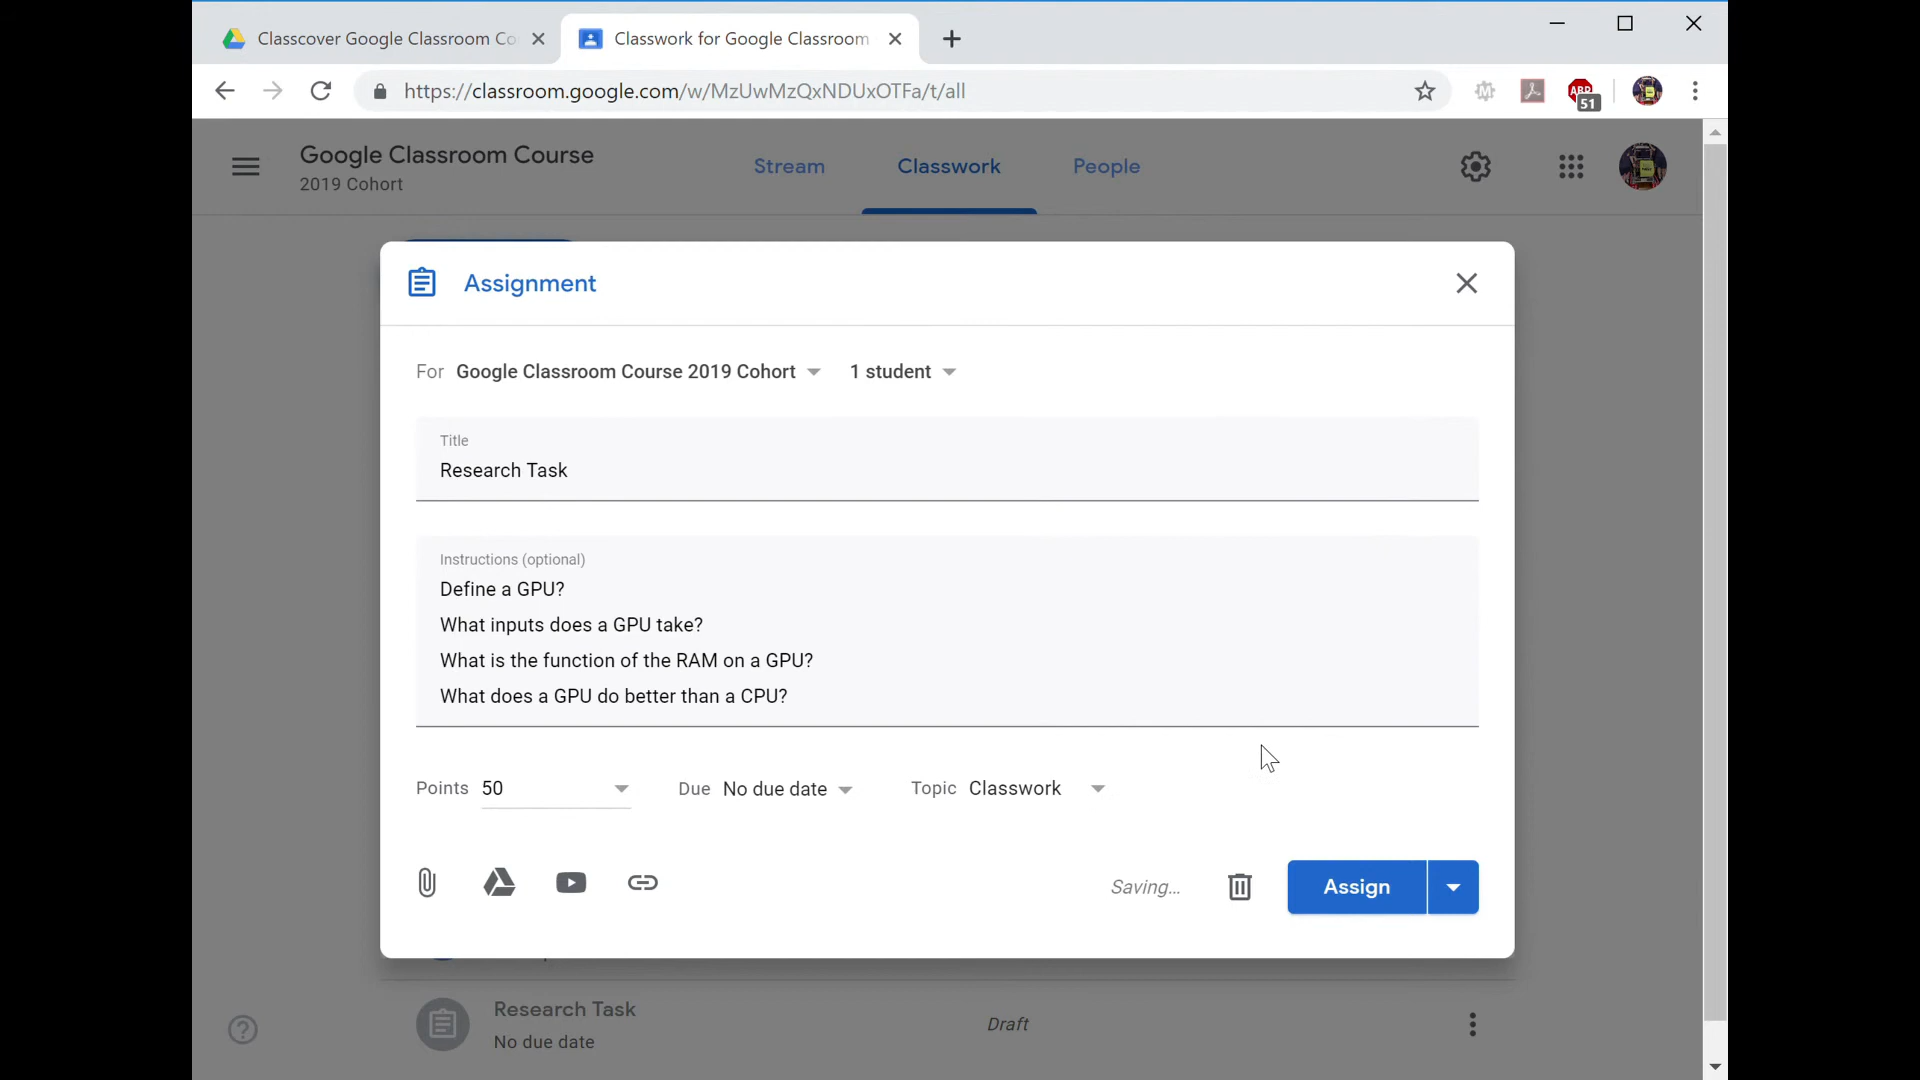 Classcover Google Classroom Co
Classwork for Google Classroom
https://classroom.google.com/w/MzUwMzQxNDUxOTFa/t/all
ABP
51
Google Classroom Course
2019 Cohort
Stream
Classwork
People
Assignment
For Google Classroom Course 2019 Cohort 1 student
Title
Research Task
Instructions (optional)
Define a GPU?
What inputs does a GPU take?
What is the function of the RAM on a GPU?
What does a GPU do better than a CPU?
Points 50 Due No due date Topic Classwork
Saving...
Assign
Research Task
Draft
No due date